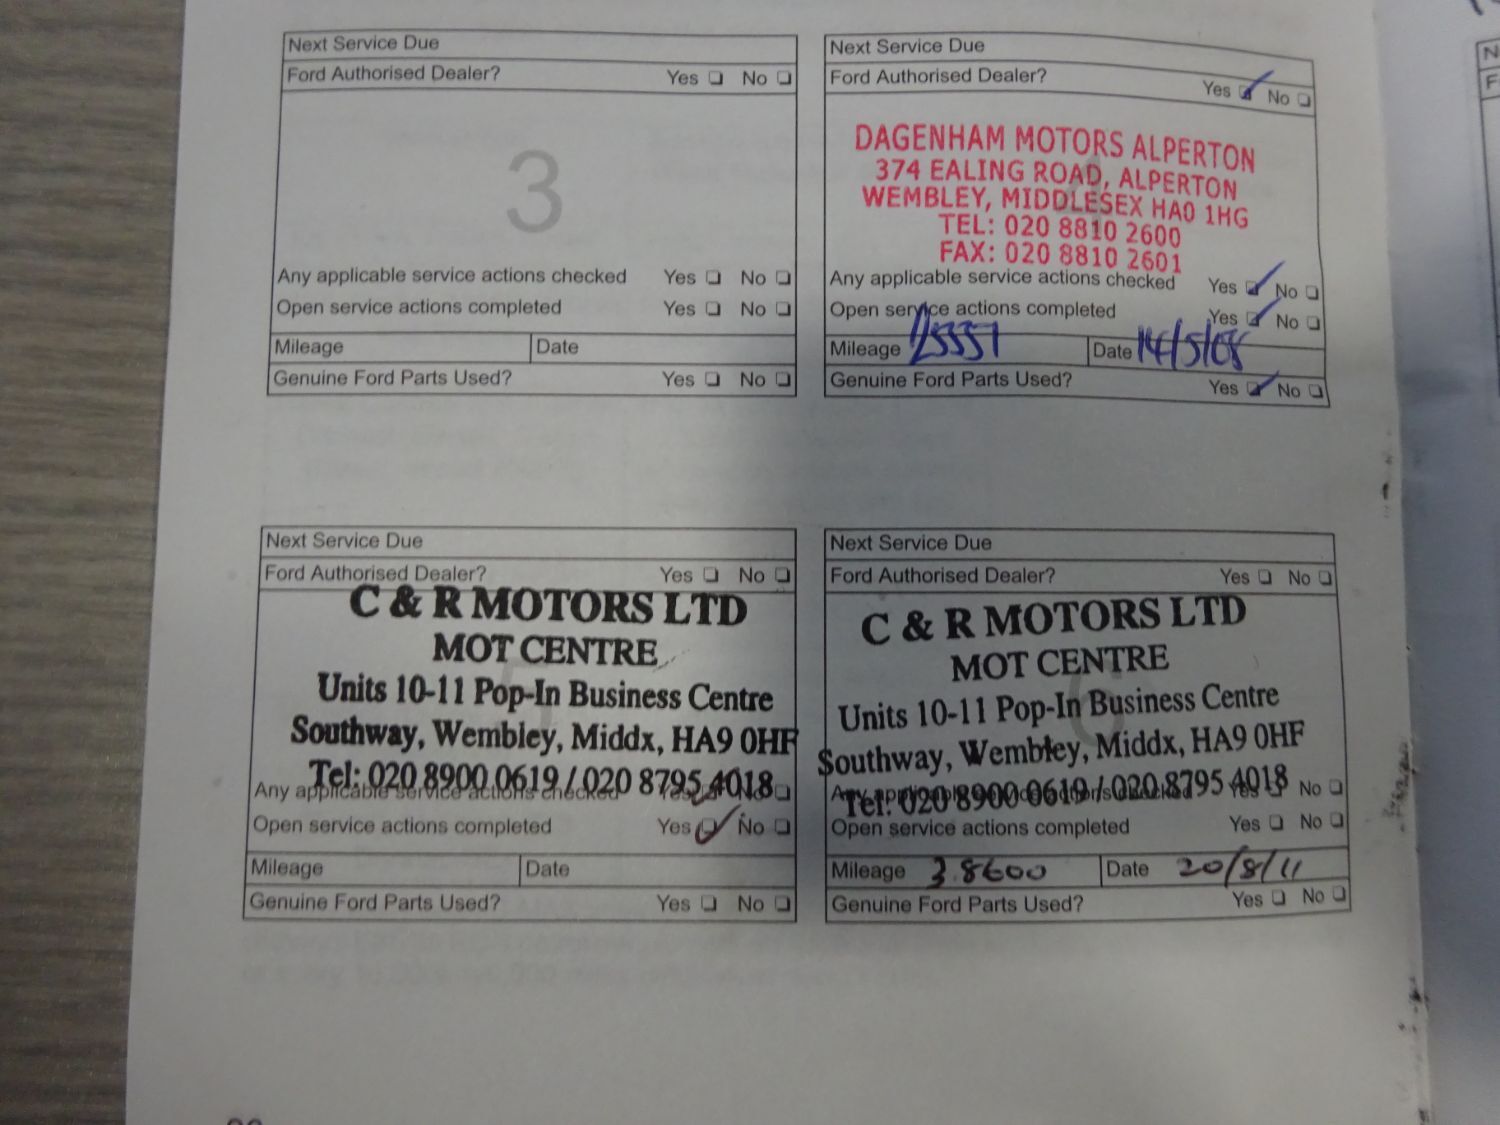 Next Service Due
Ford Authorised Dealer? Yes ❏ No ❏
3
Any applicable service actions checked Yes ❏ No ❏
Open service actions completed Yes ❏ No ❏
Mileage Date
Genuine Ford Parts Used? Yes ❏ No ❏
Next Service Due
Ford Authorised Dealer? Yes ❏ No ❏
DAGENHAM MOTORS ALPERTON
374 EALING ROAD, ALPERTON
WEMBLEY, MIDDLESEX HA0 1HG
TEL: 020 8810 2600
FAX: 020 8810 2601
Any applicable service actions checked Yes ❏ No ❏
Open service actions completed Yes ❏ No ❏
Mileage Date 14/5/08
Genuine Ford Parts Used? Yes ❏ No ❏
Next Service Due
Ford Authorised Dealer? Yes ❏ No ❏
C & R MOTORS LTD
MOT CENTRE
Units 10-11 Pop-In Business Centre
Southway, Wembley, Middx, HA9 0HF
Tel: 020 8900 0619 / 020 8795 4018
Any applicable service actions checked Yes ❏ No ❏
Open service actions completed Yes ❏ No ❏
Mileage Date
Genuine Ford Parts Used? Yes ❏ No ❏
Next Service Due
Ford Authorised Dealer? Yes ❏ No ❏
C & R MOTORS LTD
MOT CENTRE
6
Units 10-11 Pop-In Business Centre
Southway, Wembley, Middx, HA9 0HF
Tel: 020 8900 0619 / 020 8795 4018
Any applicable service actions checked Yes ❏ No ❏
Open service actions completed Yes ❏ No ❏
Mileage 38600 Date 20/8/11
Genuine Ford Parts Used? Yes ❏ No ❏